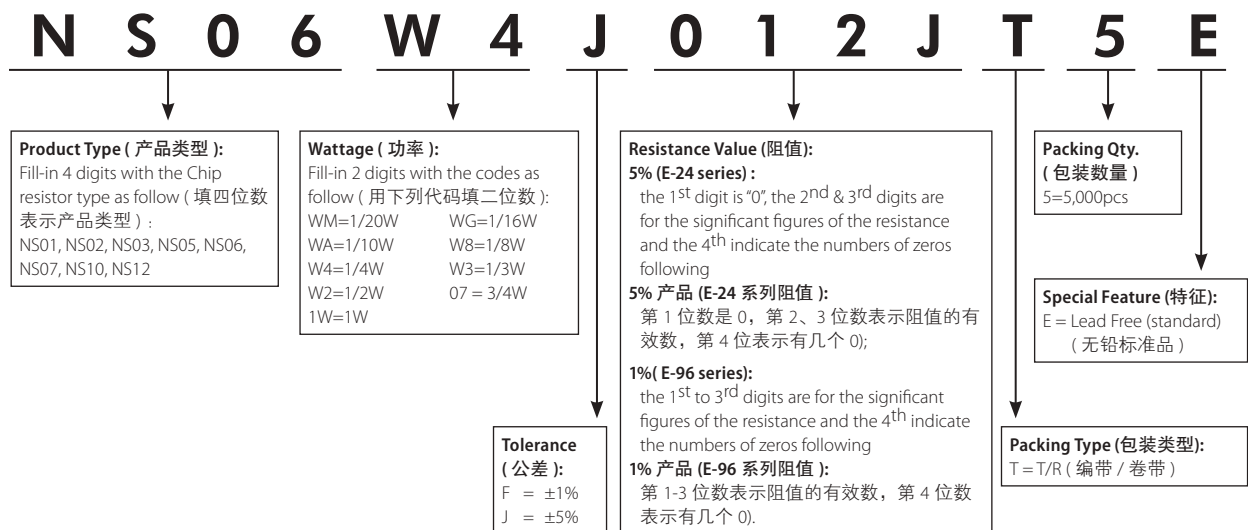 N S 0 6 W 4 J 0 1 2 J T 5 E
Product Type ( 产品类型 ):
Fill-in 4 digits with the Chip
resistor type as follow ( 填四位数
表示产品类型 ) :
NS01, NS02, NS03, NS05, NS06,
NS07, NS10, NS12
Wattage ( 功率 ):
Fill-in 2 digits with the codes as
follow ( 用下列代码填二位数 ):
WM=1/20W WG=1/16W
WA=1/10W W8=1/8W
W4=1/4W W3=1/3W
W2=1/2W 07 = 3/4W
1W=1W
Tolerance
( 公差 ):
F = ±1%
J = ±5%
Resistance Value (阻值):
5% (E-24 series) :
the 1st digit is “0”, the 2nd & 3rd digits are
for the significant figures of the resistance
and the 4th indicate the numbers of zeros
following
5% 产品 (E-24 系列阻值 ):
第 1 位数是 0，第 2、3 位数表示阻值的有
效数，第 4 位表示有几个 0);
1%( E-96 series):
the 1st to 3rd digits are for the significant
figures of the resistance and the 4th indicate
the numbers of zeros following
1% 产品 (E-96 系列阻值 ):
第 1-3 位数表示阻值的有效数，第 4 位数
表示有几个 0).
Packing Type (包装类型):
T = T/R ( 编带 / 卷带 )
Packing Qty.
( 包装数量 )
5=5,000pcs
Special Feature (特征):
E = Lead Free (standard)
( 无铅标准品 )